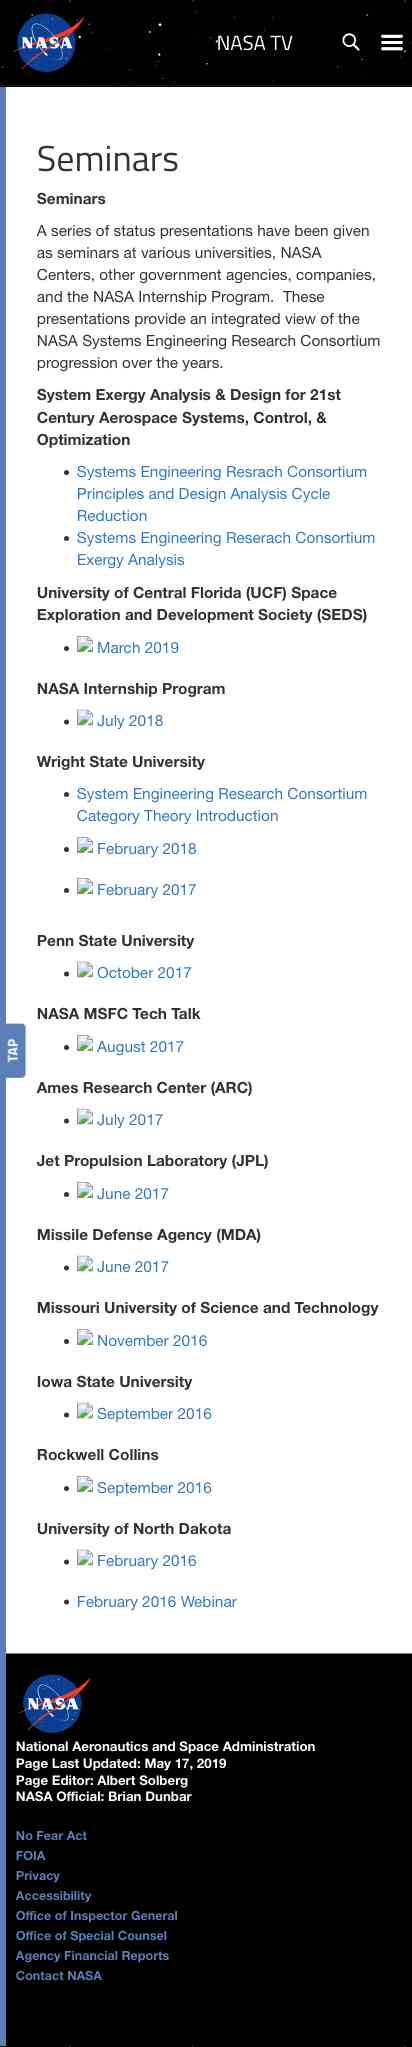 NASA
NASA TV
Seminars
Seminars
A series of status presentations have been given
as seminars at various universities, NASA
Centers, other government agencies, companies,
and the NASA Internship Program.  These
presentations provide an integrated view of the
NASA Systems Engineering Research Consortium
progression over the years.
System Exergy Analysis & Design for 21st
Century Aerospace Systems, Control, &
Optimization
• Systems Engineering Resrach Consortium
Principles and Design Analysis Cycle
Reduction
• Systems Engineering Reserach Consortium
Exergy Analysis
University of Central Florida (UCF) Space
Exploration and Development Society (SEDS)
• March 2019
NASA Internship Program
• July 2018
Wright State University
• System Engineering Research Consortium
Category Theory Introduction
• February 2018
• February 2017
Penn State University
• October 2017
NASA MSFC Tech Talk
• August 2017
TAP
Ames Research Center (ARC)
• July 2017
Jet Propulsion Laboratory (JPL)
• June 2017
Missile Defense Agency (MDA)
• June 2017
Missouri University of Science and Technology
• November 2016
Iowa State University
• September 2016
Rockwell Collins
• September 2016
University of North Dakota
• February 2016
• February 2016 Webinar
NASA
National Aeronautics and Space Administration
Page Last Updated: May 17, 2019
Page Editor: Albert Solberg
NASA Official: Brian Dunbar
No Fear Act
FOIA
Privacy
Accessibility
Office of Inspector General
Office of Special Counsel
Agency Financial Reports
Contact NASA